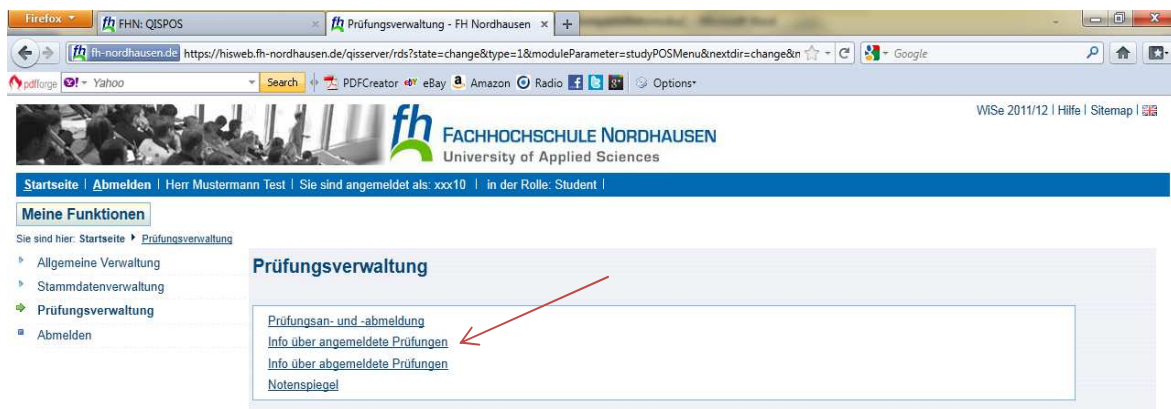 Firefox
FHN: QISPOS × Prüfungsverwaltung - FH Nordhausen × +
fh-nordhausen.de https://hisweb.fh-nordhausen.de/qisserver/rds?state=change&type=1&moduleParameter=studyPOSMenu&nextdir=change&n Google
pdfforge Yahoo Search PDFCreator eBay Amazon Radio Options
WiSe 2011/12 | Hilfe | Sitemap |
fh FACHHOCHSCHULE NORDHAUSEN
University of Applied Sciences
Startseite | Abmelden | Herr Mustermann Test | Sie sind angemeldet als: xxx10 | in der Rolle: Student |
Meine Funktionen
Sie sind hier: Startseite Prüfungsverwaltung
Allgemeine Verwaltung
Stammdatenverwaltung
Prüfungsverwaltung
Abmelden
Prüfungsverwaltung
Prüfungsan- und -abmeldung
Info über angemeldete Prüfungen
Info über abgemeldete Prüfungen
Notenspiegel